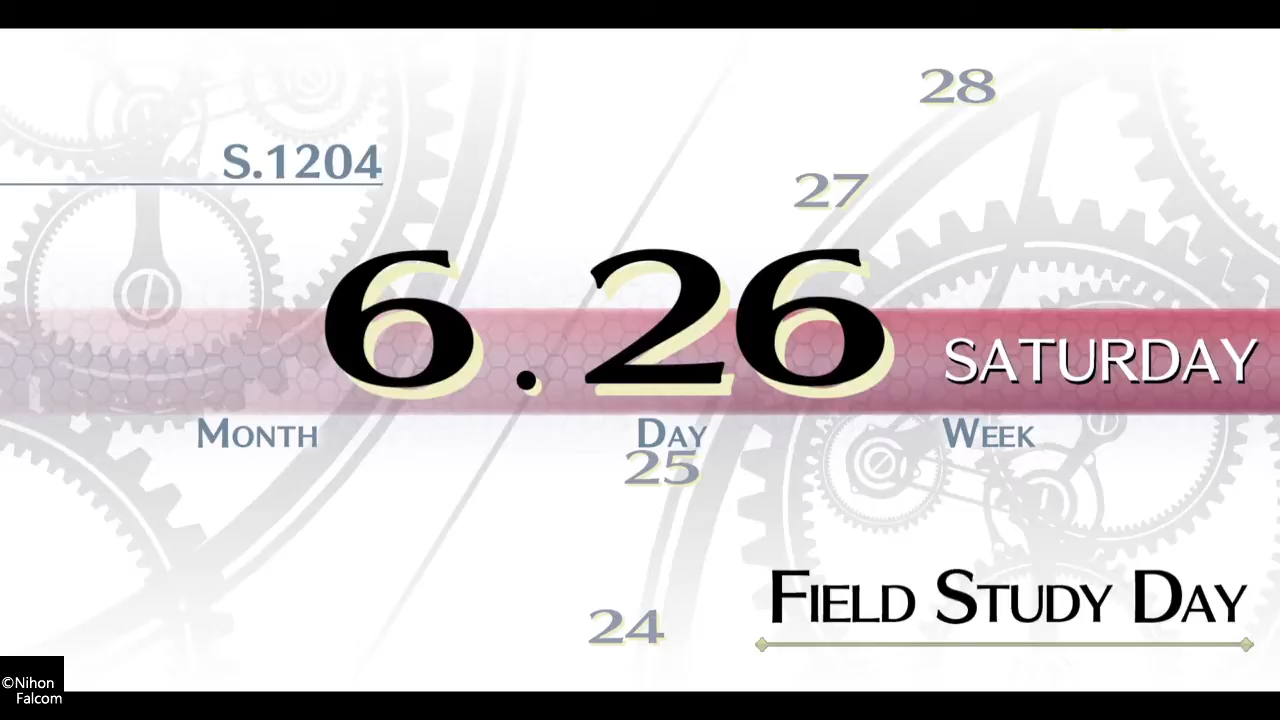 28
S.1204
27
6.26 SATURDAY
MONTH DAY WEEK
25
FIELD STUDY DAY
24
©Nihon
Falcom